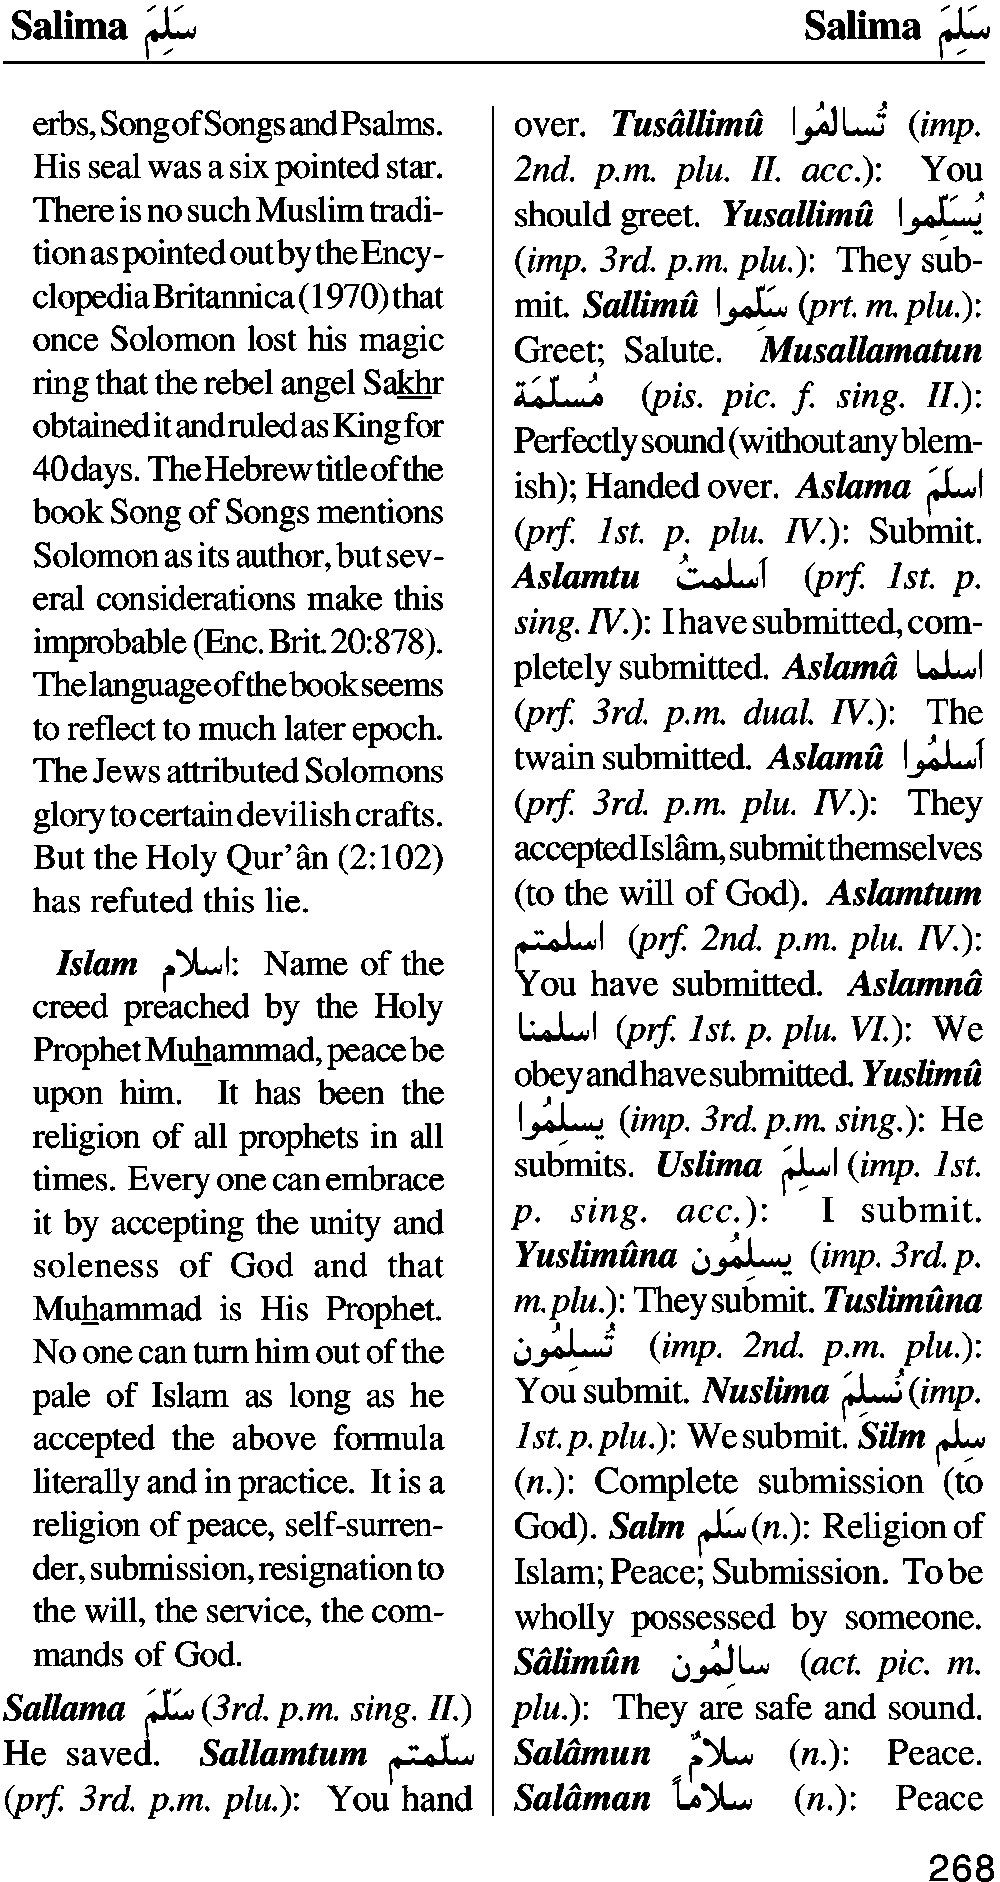 Salima سَلِمَ
Salima سَلِمَ
erbs, Song of Songs and Psalms.
His seal was a six pointed star.
There is no such Muslim tradi-
tion as pointed out by the Ency-
clopedia Britannica (1970) that
once Solomon lost his magic
ring that the rebel angel Sakhr
obtained it and ruled as King for
40 days. The Hebrew title of the
book Song of Songs mentions
Solomon as its author, but sev-
eral considerations make this
improbable (Enc. Brit. 20:878).
The language of the book seems
to reflect to much later epoch.
The Jews attributed Solomons
glory to certain devilish crafts.
But the Holy Qur'ân (2:102)
has refuted this lie.
Islam اسلام: Name of the
creed preached by the Holy
Prophet Muhammad, peace be
upon him. It has been the
religion of all prophets in all
times. Every one can embrace
it by accepting the unity and
soleness of God and that
Muhammad is His Prophet.
No one can turn him out of the
pale of Islam as long as he
accepted the above formula
literally and in practice. It is a
religion of peace, self-surren-
der, submission, resignation to
the will, the service, the com-
mands of God.
Sallama سَلَّمَ (3rd. p.m. sing. II.)
He saved. Sallamtum سلّمتم
(prf. 3rd. p.m. plu.): You hand
over. Tusâllimû تُسالمُوا (imp.
2nd. p.m. plu. II. acc.): You
should greet. Yusallimû يُسَلِّموا
(imp. 3rd. p.m. plu.): They sub-
mit. Sallimû سَلِّموا (prt. m. plu.):
Greet; Salute. Musallamatun
مُسلّمَة (pis. pic. f. sing. II.):
Perfectly sound (without any blem-
ish); Handed over. Aslama اسلَمَ
(prf. 1st. p. plu. IV.): Submit.
Aslamtu اَسلمتُ (prf. 1st. p.
sing. IV.): I have submitted, com-
pletely submitted. Aslamâ اسلما
(prf. 3rd. p.m. dual. IV.): The
twain submitted. Aslamû اَسلمُوا
(prf. 3rd. p.m. plu. IV.): They
accepted Islâm, submit themselves
(to the will of God). Aslamtum
اسلمتم (prf. 2nd. p.m. plu. IV.):
You have submitted. Aslamnâ
اسلمنا (prf. 1st. p. plu. VI.): We
obey and have submitted. Yuslimû
يسلِمُوا (imp. 3rd. p.m. sing.): He
submits. Uslima اسلِمَ (imp. 1st.
p. sing. acc.): I submit.
Yuslimûna يسلِمُون (imp. 3rd. p.
m. plu.): They submit. Tuslimûna
تُسلِمُون (imp. 2nd. p.m. plu.):
You submit. Nuslima نُسلِمَ (imp.
1st. p. plu.): We submit. Silm سِلم
(n.): Complete submission (to
God). Salm سَلم (n.): Religion of
Islam; Peace; Submission. To be
wholly possessed by someone.
Sâlimûn سالِمُون (act. pic. m.
plu.): They are safe and sound.
Salâmun سلامٌ (n.): Peace.
Salâman سلاماً (n.): Peace
268